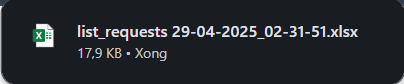 list_requests 29-04-2025_02-31-51.xlsx
17,9 KB • Xong